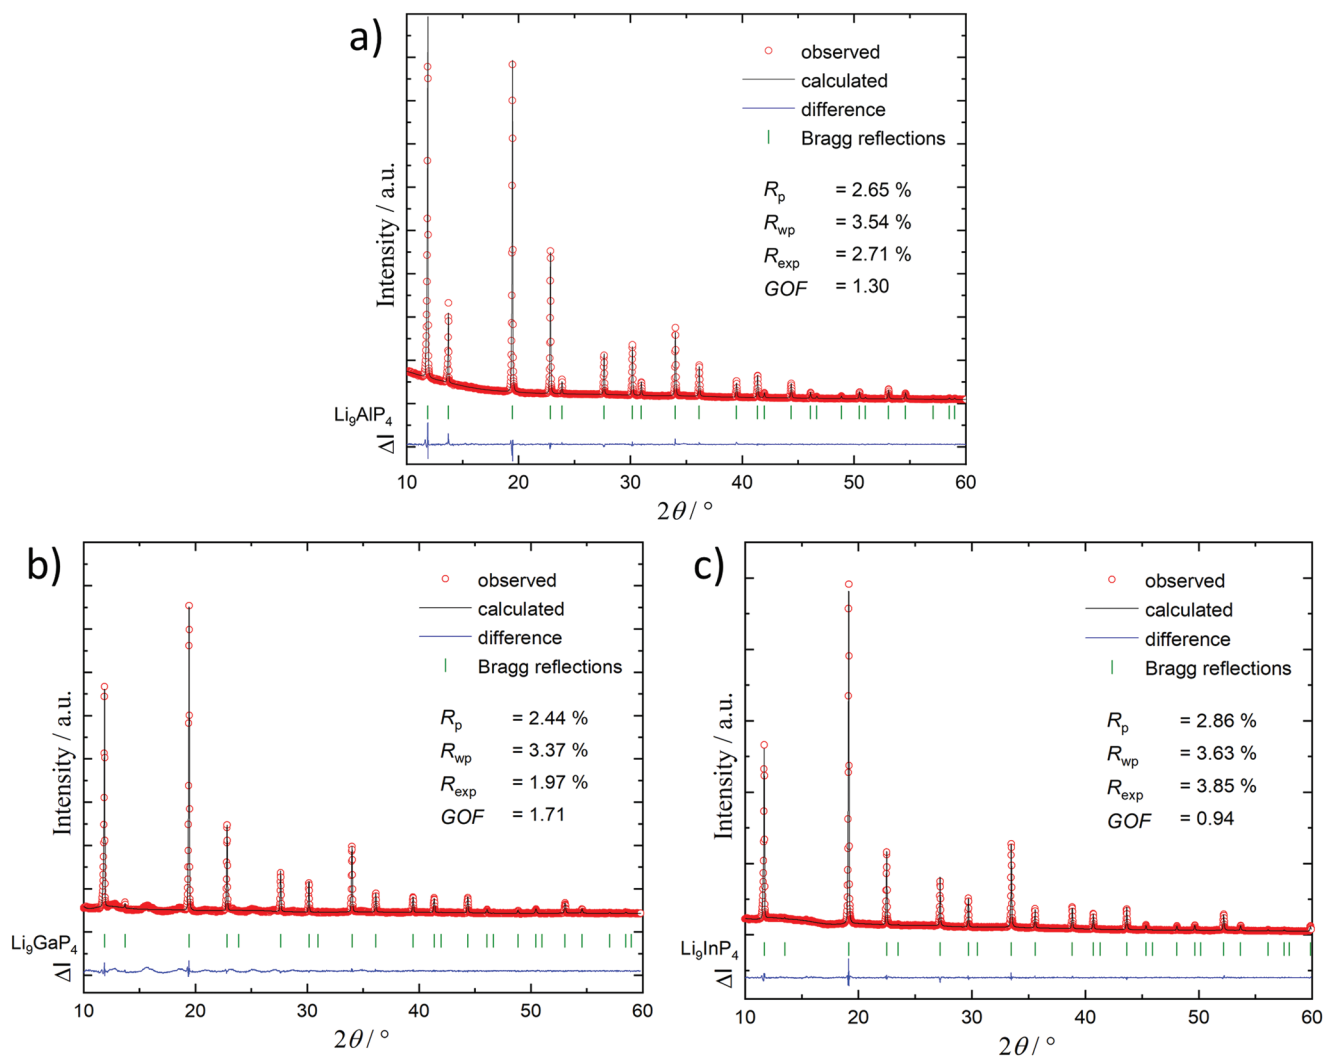 a)
observed
calculated
difference
Bragg reflections
Rp = 2.65 %
Rwp = 3.54 %
Rexp = 2.71 %
GOF = 1.30
Intensity / a.u.
Li9AlP4
ΔI
10 20 30 40 50 60
2θ / °
b)
observed
calculated
difference
Bragg reflections
Rp = 2.44 %
Rwp = 3.37 %
Rexp = 1.97 %
GOF = 1.71
Intensity / a.u.
Li9GaP4
ΔI
10 20 30 40 50 60
2θ / °
c)
observed
calculated
difference
Bragg reflections
Rp = 2.86 %
Rwp = 3.63 %
Rexp = 3.85 %
GOF = 0.94
Intensity / a.u.
Li9InP4
ΔI
10 20 30 40 50 60
2θ / °